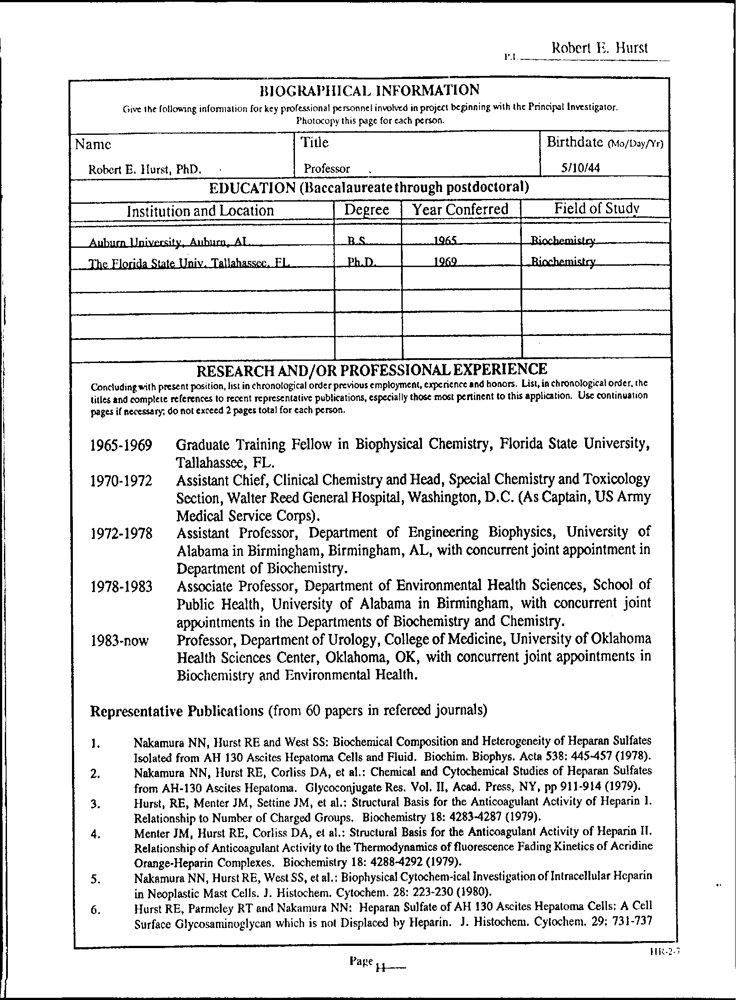 Robert E. Hurst
P.I.
BIOGRAPHICAL INFORMATION
Give the following information for key professional personnel involved in project beginning with the Principal Investigator.
Photocopy this page for each person.
Name Title Birthdate (Mo/Day/Yr)
Robert E. Hurst, PhD. Professor 5/10/44
EDUCATION (Baccalaureate through postdoctoral)
Institution and Location Degree Year Conferred Field of Study
Auburn University, Auburn, AL B.S. 1965 Biochemistry
The Florida State Univ. Tallahassee, FL Ph.D. 1969 Biochemistry
RESEARCH AND/OR PROFESSIONAL EXPERIENCE
Concluding with present position, list in chronological order previous employment, experience and honors. List, in chronological order, the
titles and complete references to recent representative publications, especially those most pertinent to this application. Use continuation
pages if necessary; do not exceed 2 pages total for each person.
1965-1969 Graduate Training Fellow in Biophysical Chemistry, Florida State University,
Tallahassee, FL.
1970-1972 Assistant Chief, Clinical Chemistry and Head, Special Chemistry and Toxicology
Section, Walter Reed General Hospital, Washington, D.C. (As Captain, US Army
Medical Service Corps).
1972-1978 Assistant Professor, Department of Engineering Biophysics, University of
Alabama in Birmingham, Birmingham, AL, with concurrent joint appointment in
Department of Biochemistry.
1978-1983 Associate Professor, Department of Environmental Health Sciences, School of
Public Health, University of Alabama in Birmingham, with concurrent joint
appointments in the Departments of Biochemistry and Chemistry.
1983-now Professor, Department of Urology, College of Medicine, University of Oklahoma
Health Sciences Center, Oklahoma, OK, with concurrent joint appointments in
Biochemistry and Environmental Health.
Representative Publications (from 60 papers in refereed journals)
1. Nakamura NN, Hurst RE and West SS: Biochemical Composition and Heterogeneity of Heparan Sulfates
Isolated from AH 130 Ascites Hepatoma Cells and Fluid. Biochim. Biophys. Acta 538: 445-457 (1978).
2. Nakamura NN, Hurst RE, Corliss DA, et al.: Chemical and Cytochemical Studies of Heparan Sulfates
from AH-130 Ascites Hepatoma. Glycoconjugate Res. Vol. II, Acad. Press, NY, pp 911-914 (1979).
3. Hurst, RE, Menter JM, Settine JM, et al.: Structural Basis for the Anticoagulant Activity of Heparin 1.
Relationship to Number of Charged Groups. Biochemistry 18: 4283-4287 (1979).
4. Menter JM, Hurst RE, Corliss DA, et al.: Structural Basis for the Anticoagulant Activity of Heparin II.
Relationship of Anticoagulant Activity to the Thermodynamics of fluorescence Fading Kinetics of Acridine
Orange-Heparin Complexes. Biochemistry 18: 4288-4292 (1979).
5. Nakamura NN, Hurst RE, West SS, et al.: Biophysical Cytochem-ical Investigation of Intracellular Heparin
in Neoplastic Mast Cells. J. Histochem. Cytochem. 28: 223-230 (1980).
6. Hurst RE, Parmeley RT and Nakamura NN: Heparan Sulfate of AH 130 Ascites Hepatoma Cells: A Cell
Surface Glycosaminoglycan which is not Displaced by Heparin. J. Histochem. Cytochem. 29: 731-737
HR-2-7
Page 11